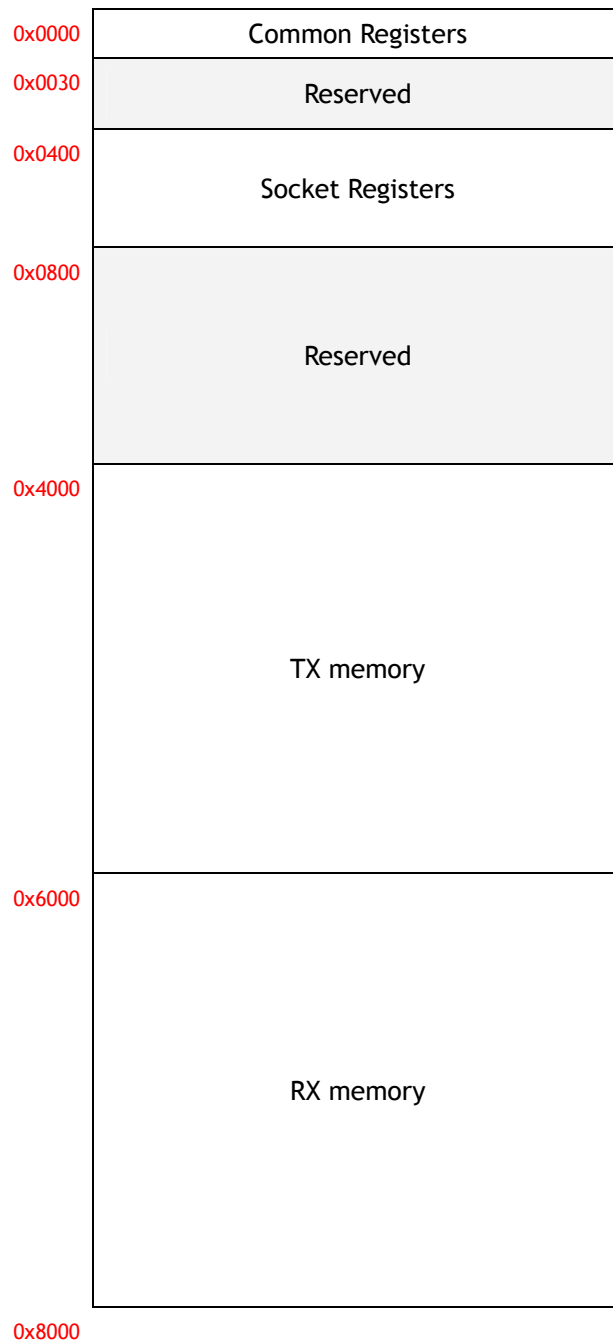 0x0000 Common Registers
0x0030 Reserved
0x0400 Socket Registers
0x0800 Reserved
0x4000 TX memory
0x6000 RX memory
0x8000